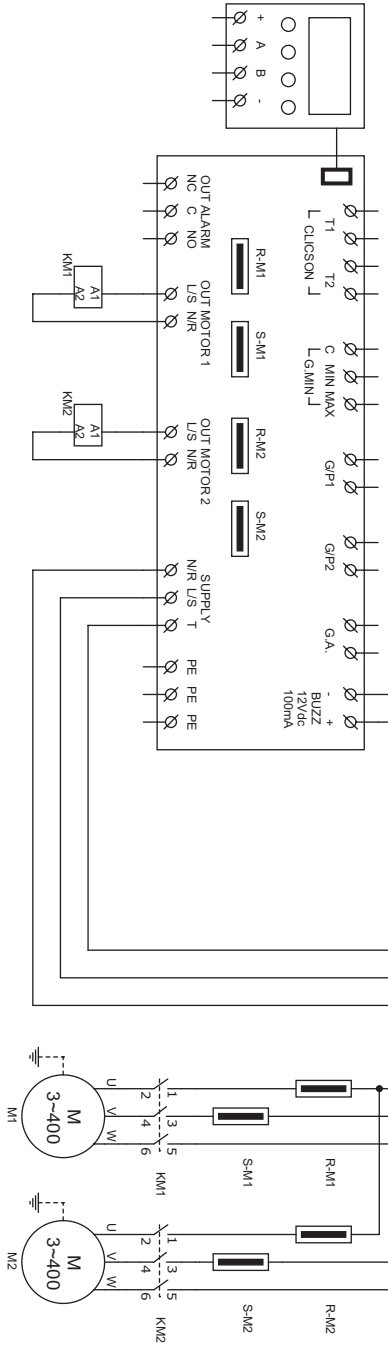 + A B -
T1 T2
CLICSON
C MIN MAX
G.MIN
G/P1
G/P2
G.A.
- +
BUZZ
12Vdc
100mA
R-M1
S-M1
R-M2
S-M2
OUT ALARM
NC C NO
OUT MOTOR 1
L/S N/R
OUT MOTOR 2
L/S N/R
SUPPLY
N/R L/S T
PE PE PE
KM1
A1
A2
KM2
A1
A2
R-M1
R-M2
S-M1
S-M2
1 3 5
2 4 6
KM1
1 3 5
2 4 6
KM2
U V W
M
3~400
M1
U V W
M
3~400
M2